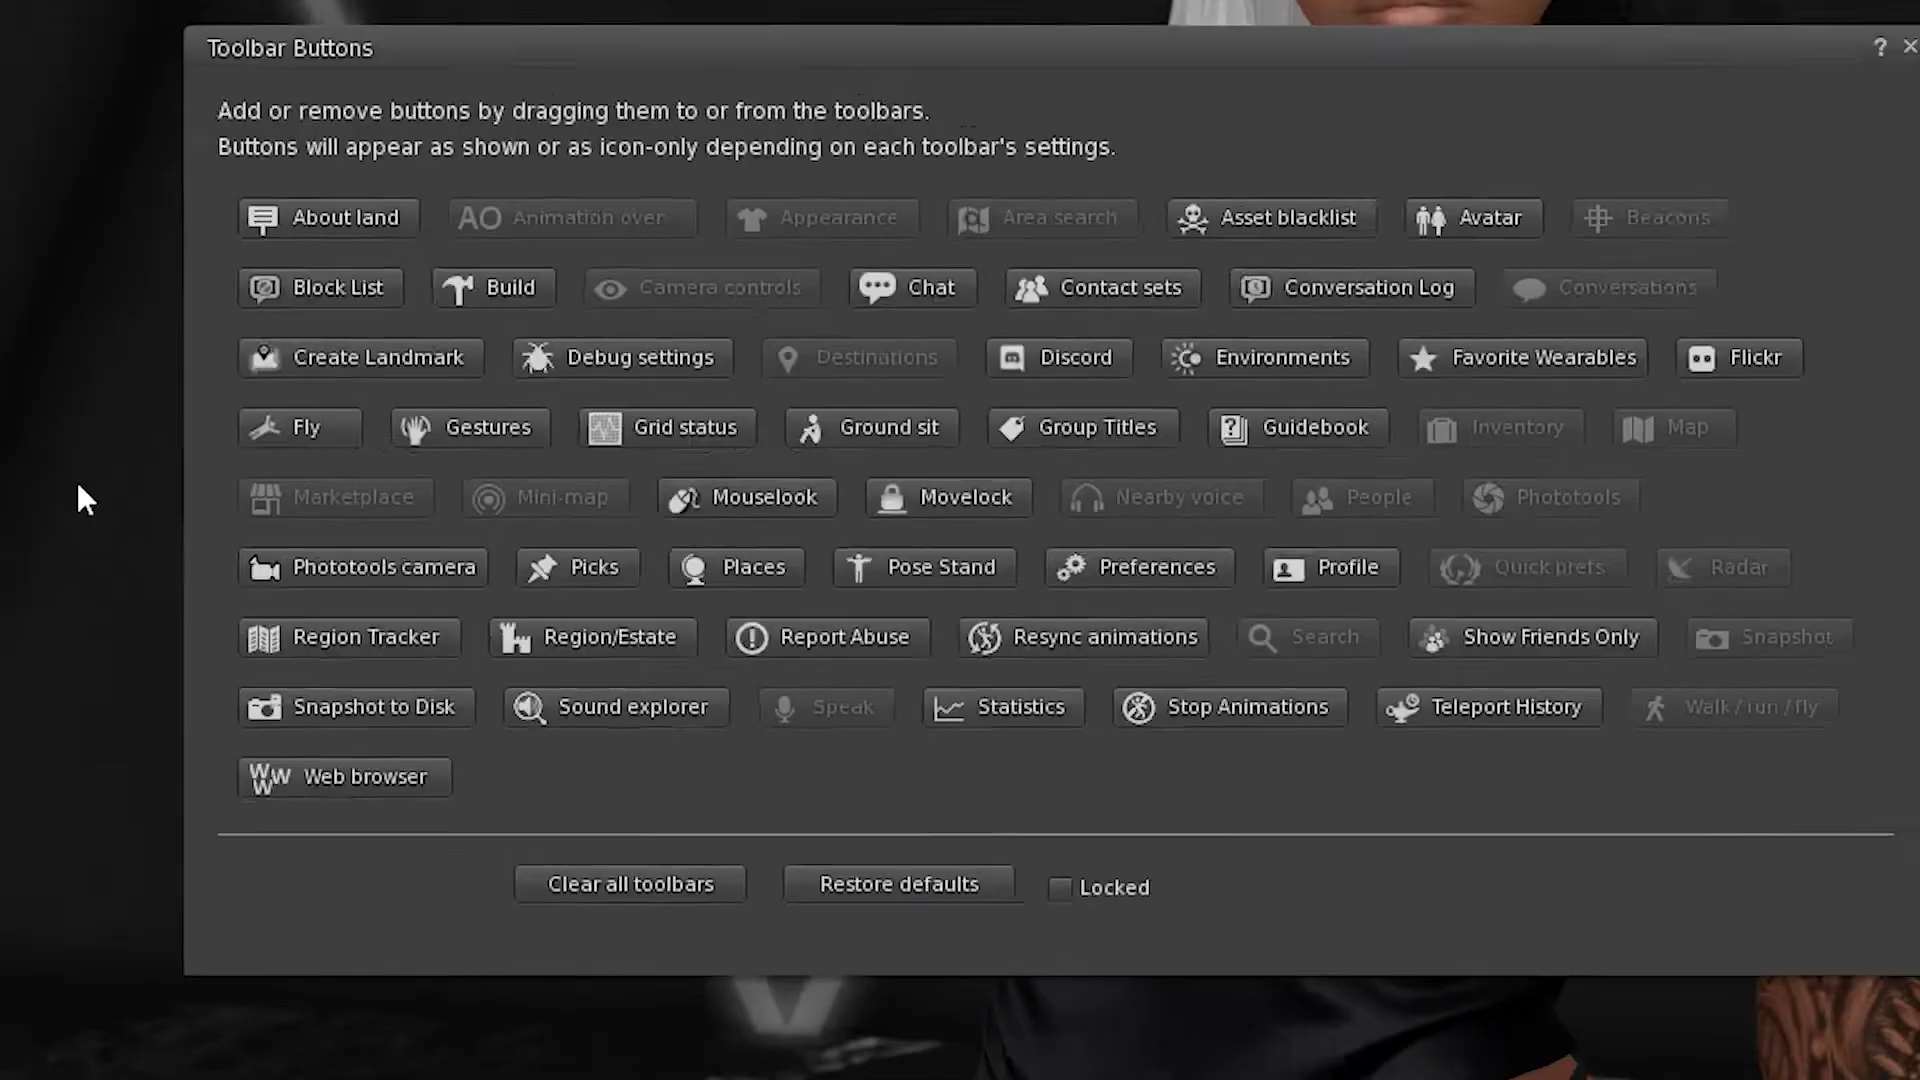 Toolbar Buttons ?
Add or remove buttons by dragging them to or from the toolbars.
Buttons will appear as shown or as icon-only depending on each toolbar's settings.
About land AO Animation over Appearance Area search Asset blacklist Avatar Beacons
Block List Build Camera controls Chat Contact sets Conversation Log Conversations
Create Landmark Debug settings Destinations Discord Environments Favorite Wearables Flickr
Fly Gestures Grid status Ground sit Group Titles Guidebook Inventory Map
Marketplace Mini-map Mouselook Movelock Nearby voice People Phototools
Phototools camera Picks Places Pose Stand Preferences Profile Quick prefs Radar
Region Tracker Region/Estate Report Abuse Resync animations Search Show Friends Only Snapshot
Snapshot to Disk Sound explorer Speak Statistics Stop Animations Teleport History Walk / run / fly
WWW Web browser
Clear all toolbars Restore defaults Locked